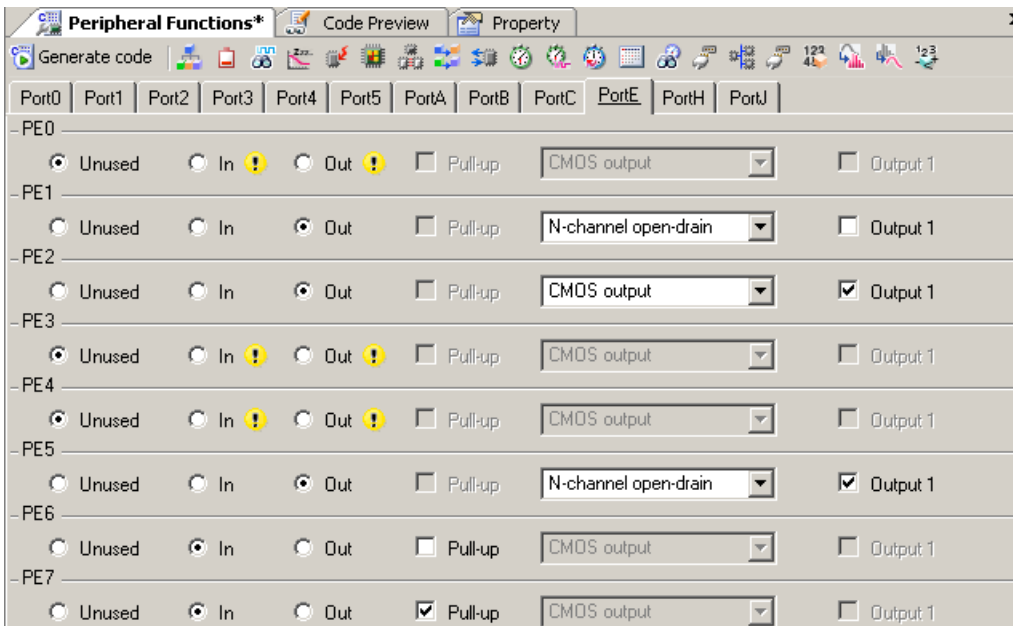 Peripheral Functions* Code Preview Property
Generate code
Port0 Port1 Port2 Port3 Port4 Port5 PortA PortB PortC PortE PortH PortJ
PE0
Unused In Out Pull-up CMOS output Output 1
PE1
Unused In Out Pull-up N-channel open-drain Output 1
PE2
Unused In Out Pull-up CMOS output Output 1
PE3
Unused In Out Pull-up CMOS output Output 1
PE4
Unused In Out Pull-up CMOS output Output 1
PE5
Unused In Out Pull-up N-channel open-drain Output 1
PE6
Unused In Out Pull-up CMOS output Output 1
PE7
Unused In Out Pull-up CMOS output Output 1